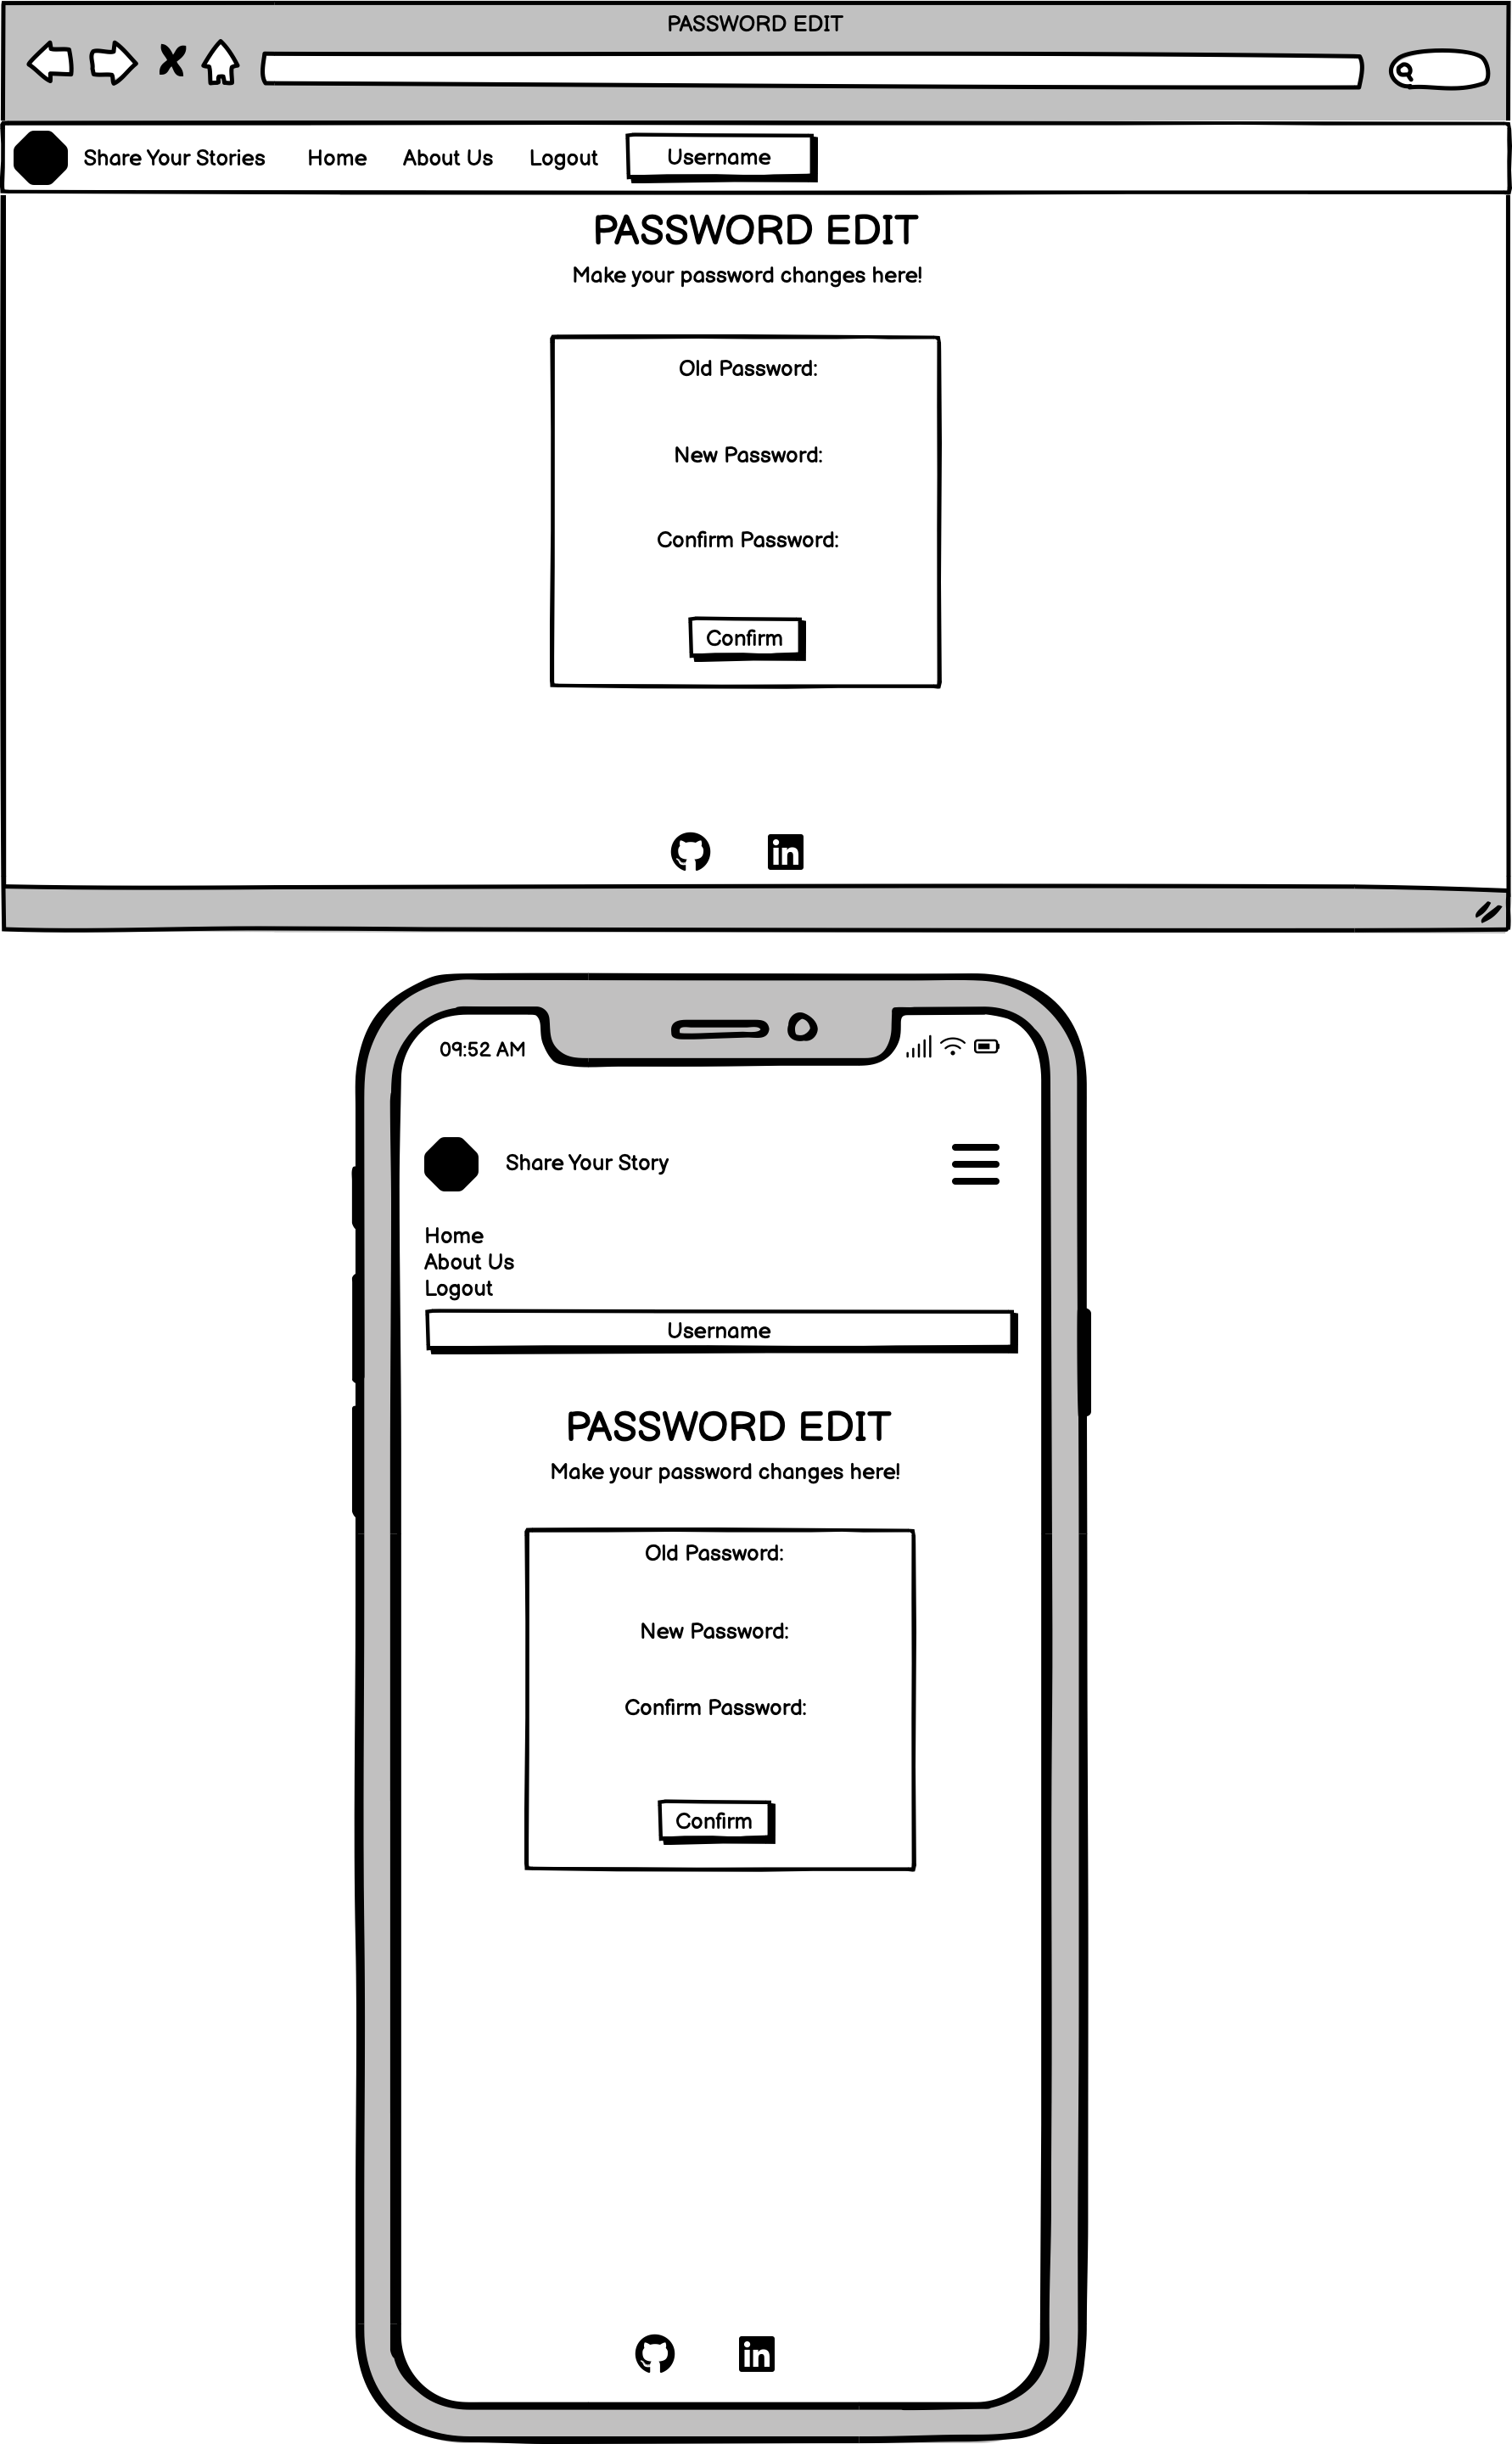 PASSWORD EDIT
Share Your Stories Home About Us Logout Username
PASSWORD EDIT
Make your password changes here!
Old Password:
New Password:
Confirm Password:
Confirm
in
09:52 AM
Share Your Story
Home
About Us
Logout
Username
PASSWORD EDIT
Make your password changes here!
Old Password:
New Password:
Confirm Password:
Confirm
in